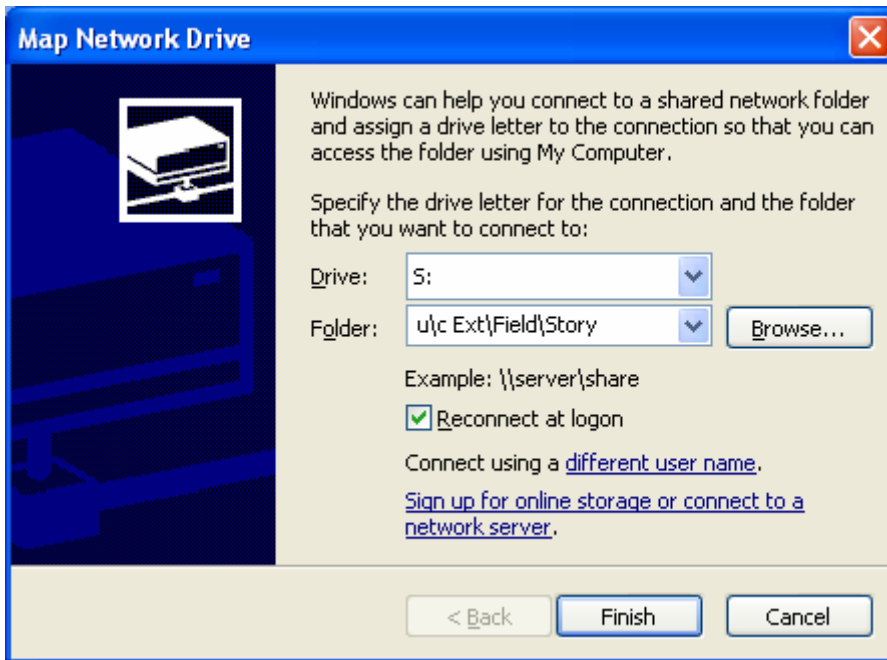 Map Network Drive
Windows can help you connect to a shared network folder
and assign a drive letter to the connection so that you can
access the folder using My Computer.
Specify the drive letter for the connection and the folder
that you want to connect to:
Drive: S:
Folder: u\c Ext\Field\Story Browse...
Example: \\server\share
Reconnect at logon
Connect using a different user name.
Sign up for online storage or connect to a
network server.
< Back Finish Cancel